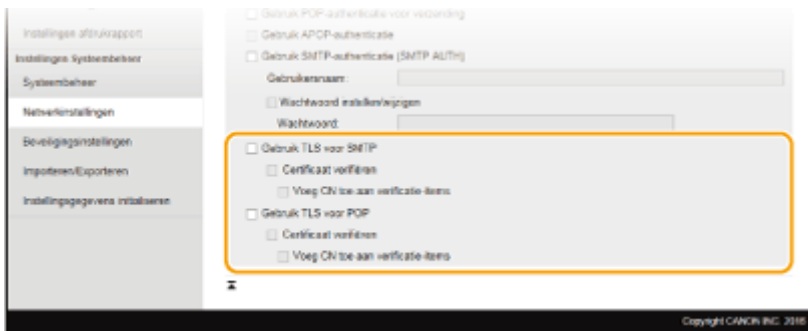 Gebruik POP-authenticatie voor verzending
Instellingen afdrukrapport
Gebruik APOP-authenticatie
Gebruik SMTP-authenticatie (SMTP AUTH)
Instellingen Systeembeheer
Gebruikersnaam:
Systeembeheer
Wachtwoord instellen/wijzigen
Netwerkinstellingen
Wachtwoord:
Beveiligingsinstellingen
Gebruik TLS voor SMTP
Importeren/Exporteren
Certificaat verifiëren
Voeg CN toe aan verificatie-items
Instellingsgegevens initialiseren
Gebruik TLS voor POP
Certificaat verifiëren
Voeg CN toe aan verificatie-items
Copyright CANON INC. 2016